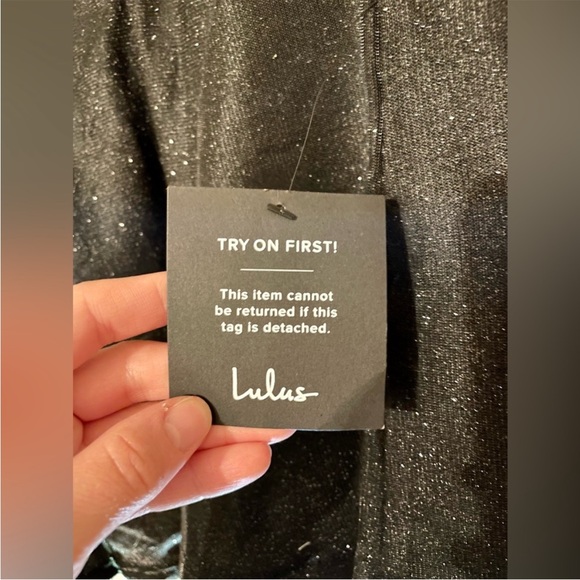 TRY ON FIRST!
This item cannot
be returned if this
tag is detached.
Lulus